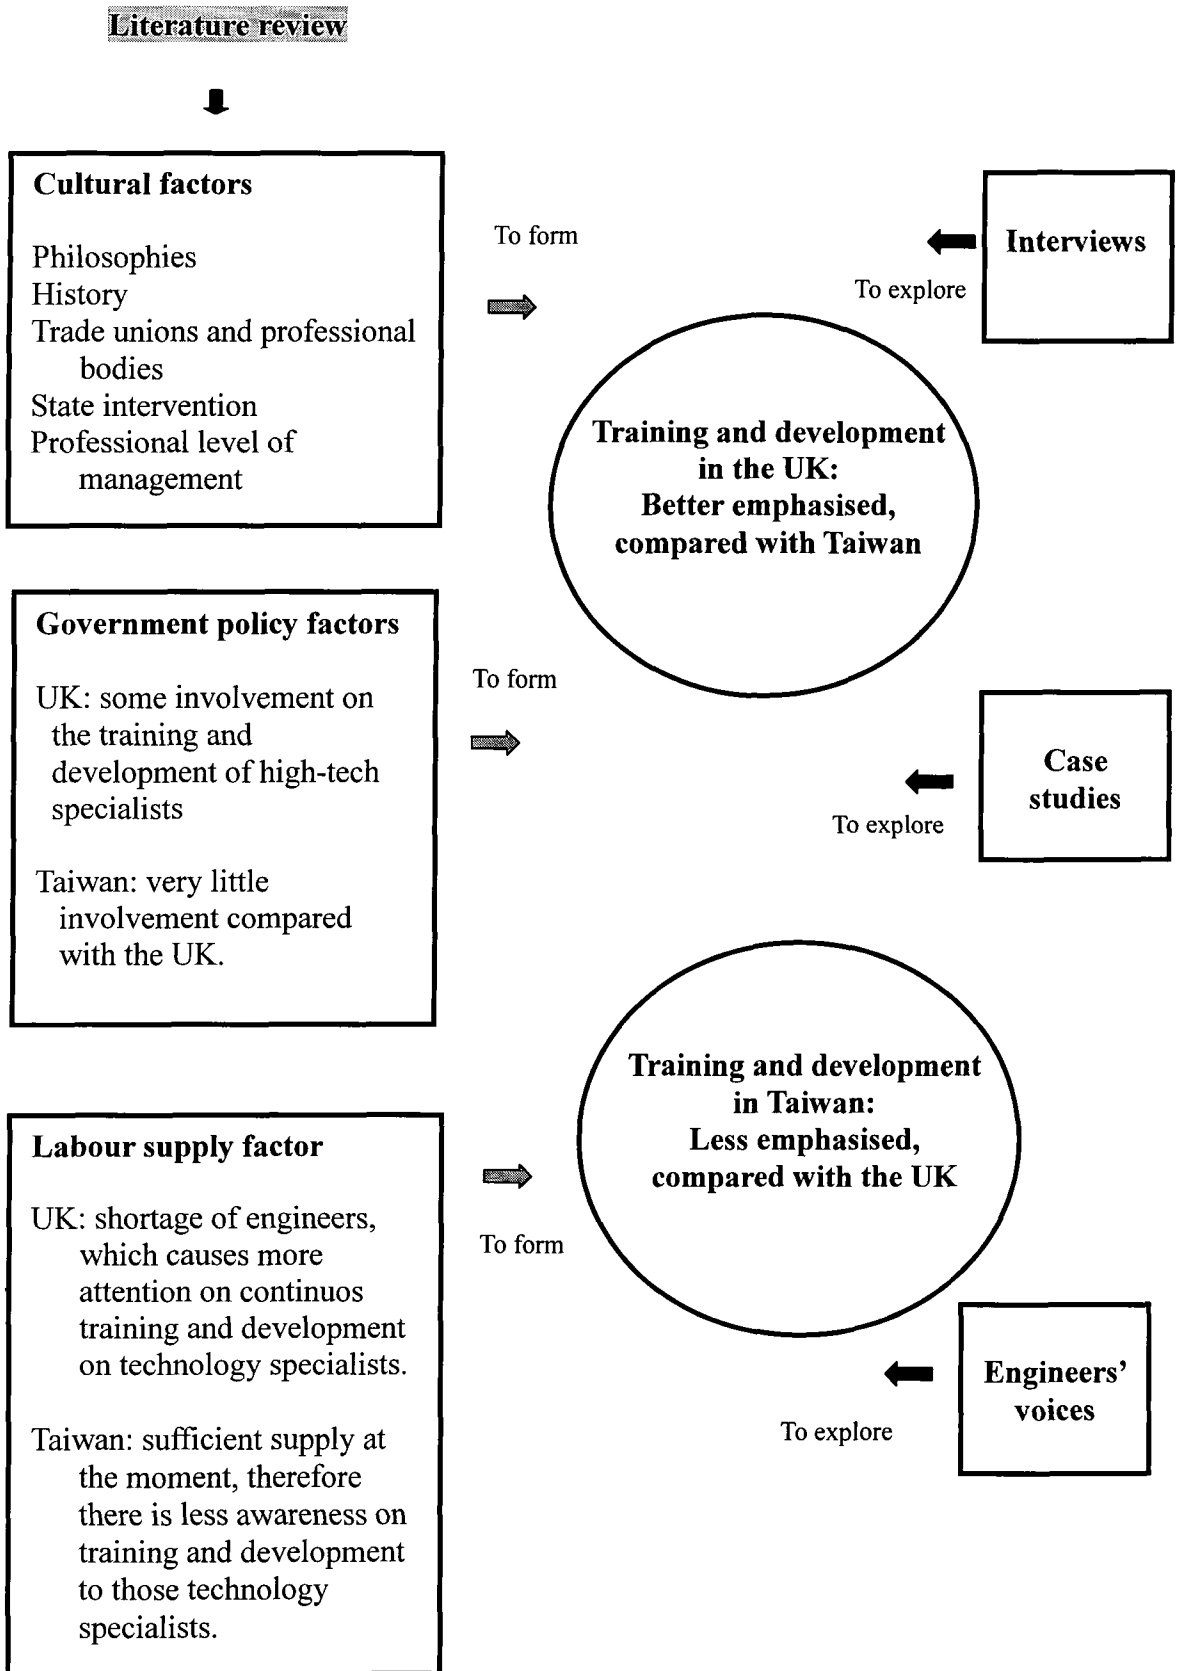 Literature review
Cultural factors
Philosophies
History
Trade unions and professional
bodies
State intervention
Professional level of
management
To form
To explore
Interviews
Training and development
in the UK:
Better emphasised,
compared with Taiwan
Government policy factors
UK: some involvement on
the training and
development of high-tech
specialists
Taiwan: very little
involvement compared
with the UK.
To form
To explore
Case
studies
Training and development
in Taiwan:
Less emphasised,
compared with the UK
Labour supply factor
UK: shortage of engineers,
which causes more
attention on continuos
training and development
on technology specialists.
Taiwan: sufficient supply at
the moment, therefore
there is less awareness on
training and development
to those technology
specialists.
To form
To explore
Engineers’
voices